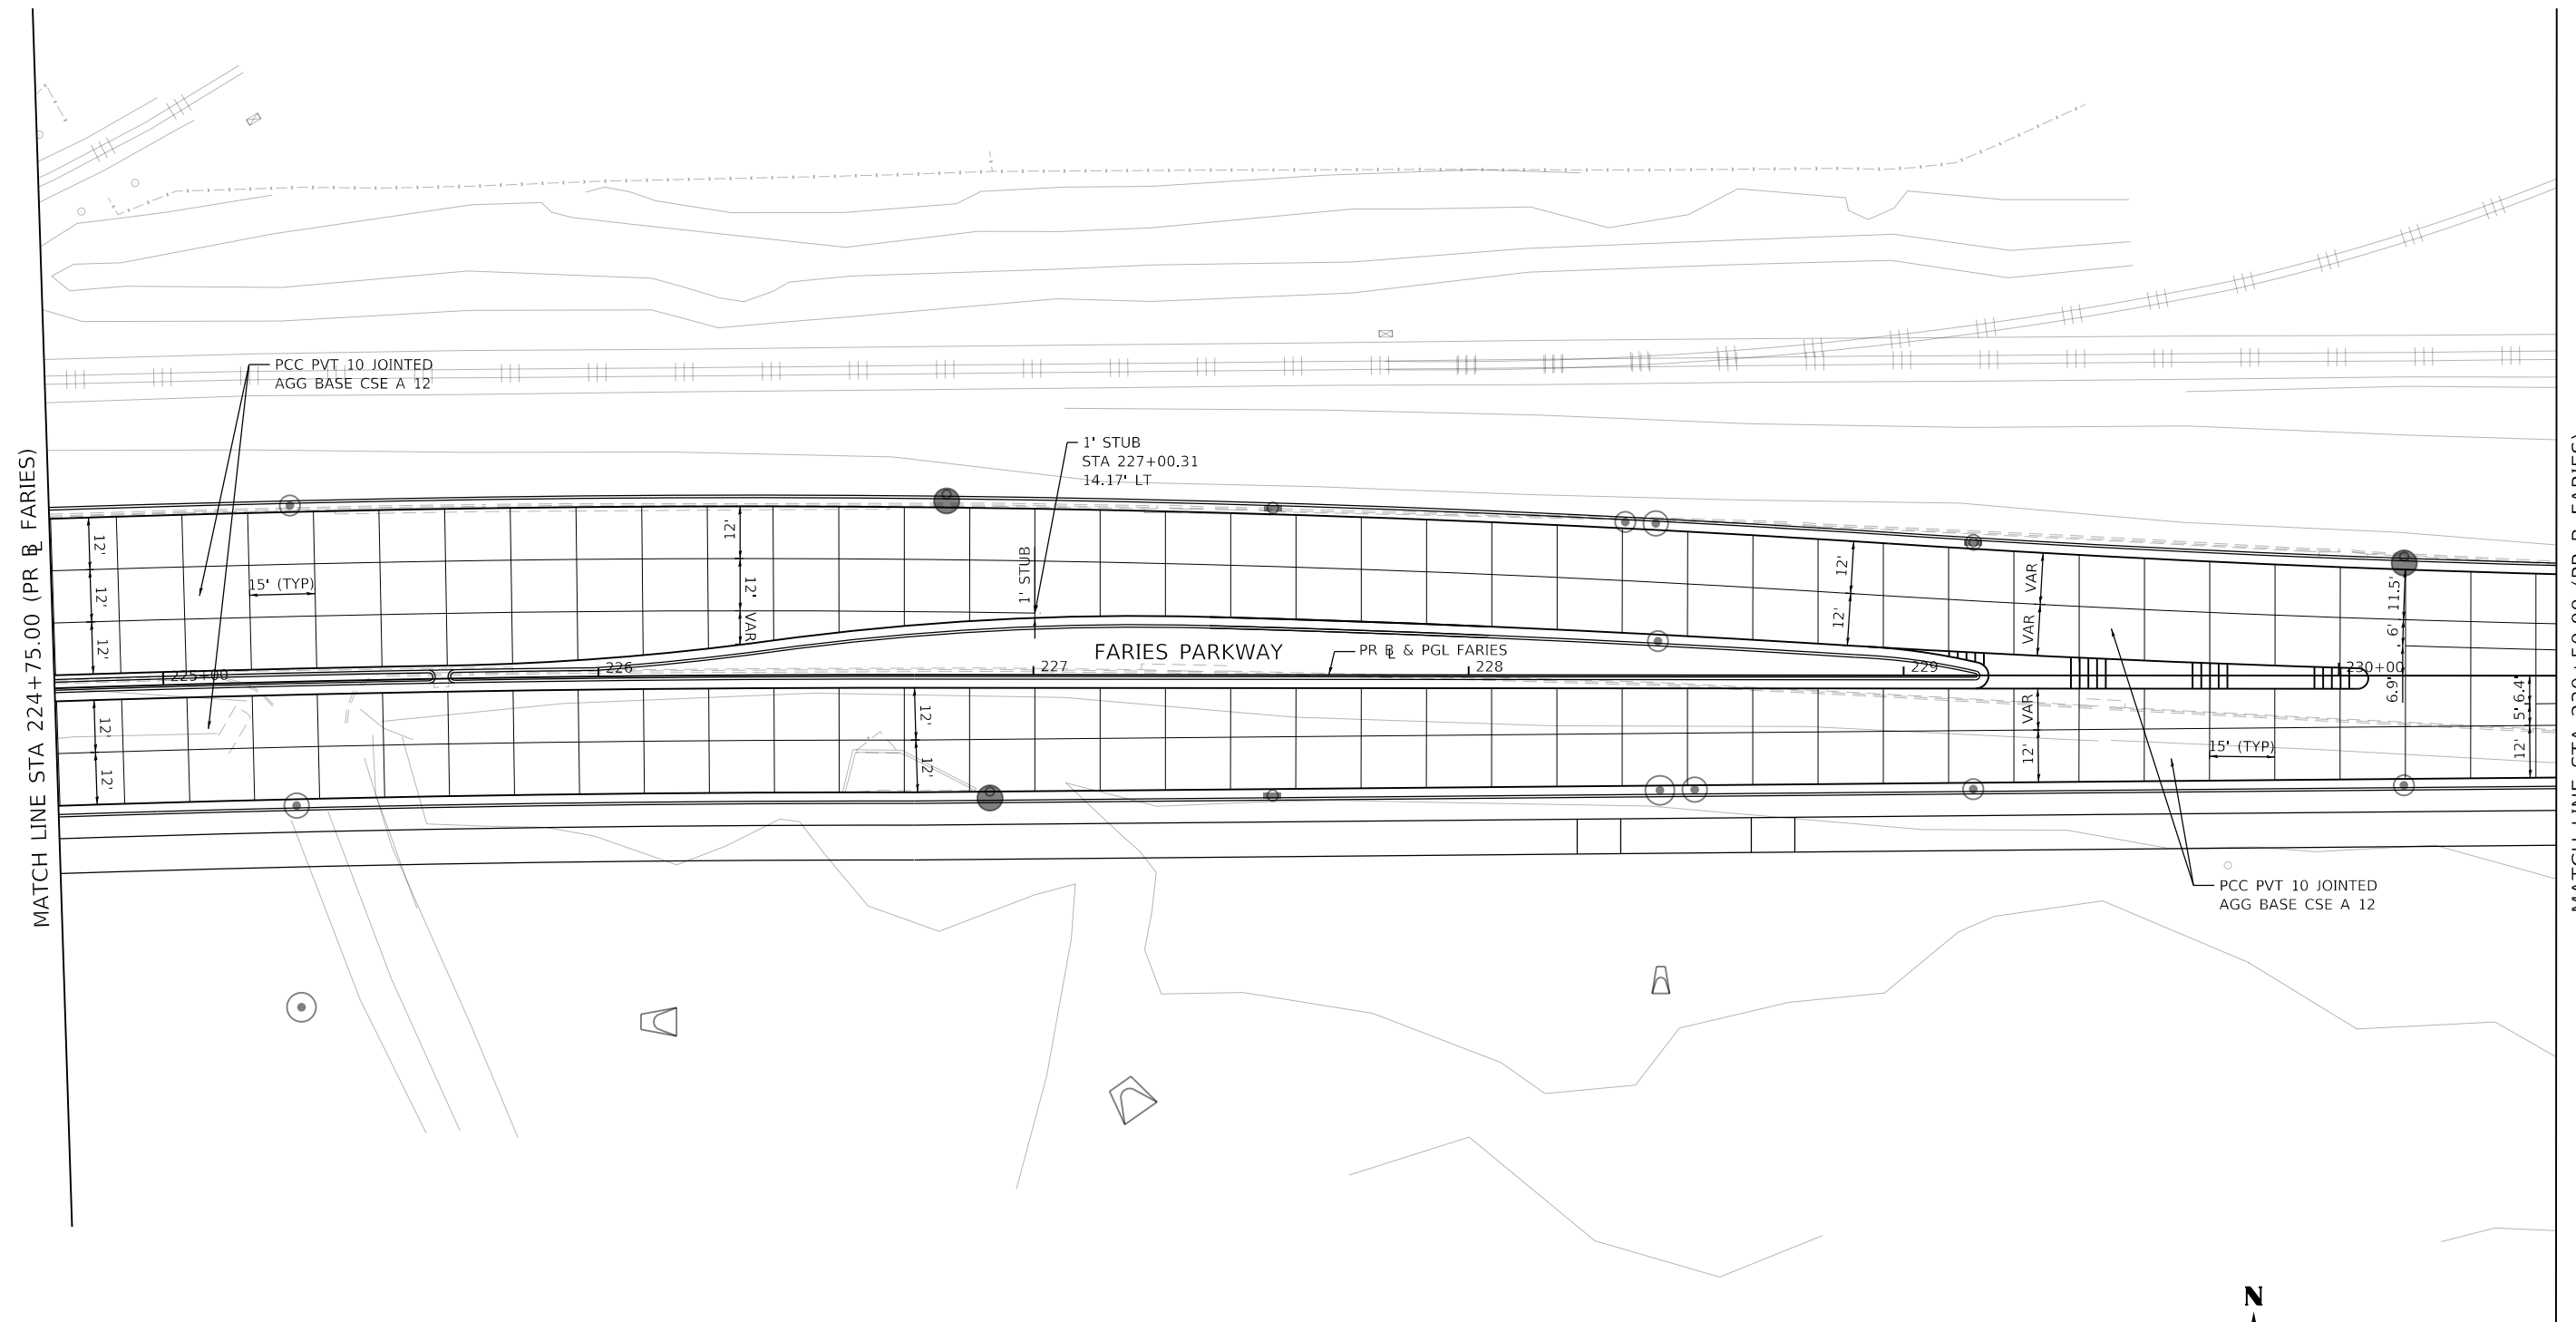 PCC PVT 10 JOINTED
AGG BASE CSE A 12
1' STUB
STA 227+00.31
14.17' LT
MATCH LINE STA 224+75.00 (PR ℄ FARIES)
12'
12'
12'
15' (TYP)
12'
12'
VAR
1' STUB
12'
12'
VAR
VAR
11.5'
6'
6.9'
225+00
226
227
228
229
230+00
FARIES PARKWAY
PR ℄ & PGL FARIES
12'
12'
12'
12'
VAR
12'
15' (TYP)
6.4'
5'
12'
PCC PVT 10 JOINTED
AGG BASE CSE A 12
N